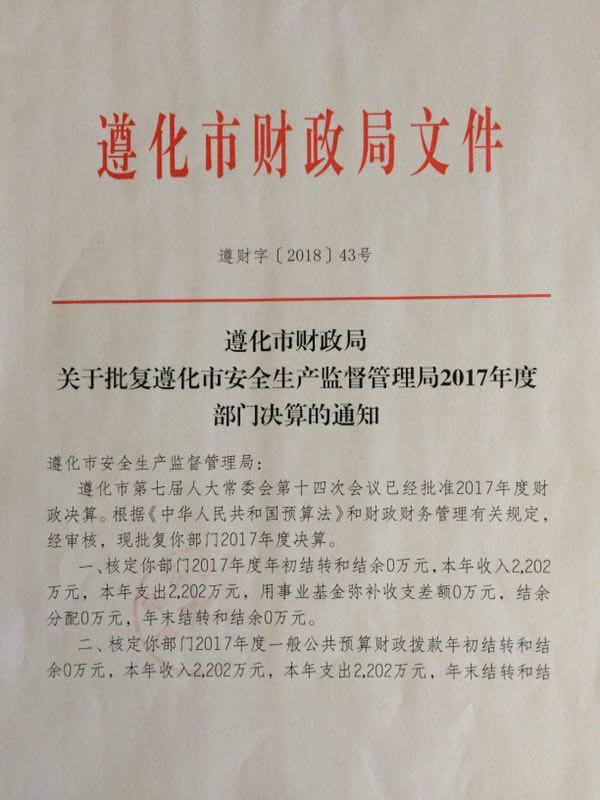 遵化市财政局文件
遵财字〔2018〕43号
遵化市财政局
关于批复遵化市安全生产监督管理局2017年度
部门决算的通知
遵化市安全生产监督管理局：
遵化市第七届人大常委会第十四次会议已经批准2017年度财
政决算。根据《中华人民共和国预算法》和财政财务管理有关规定，
经审核，现批复你部门2017年度决算。
一、核定你部门2017年度年初结转和结余0万元，本年收入2,202
万元，本年支出2,202万元，用事业基金弥补收支差额0万元，结余
分配0万元，年末结转和结余0万元。
二、核定你部门2017年度一般公共预算财政拨款年初结转和结
余0万元，本年收入2,202万元，本年支出2,202万元，年末结转和结